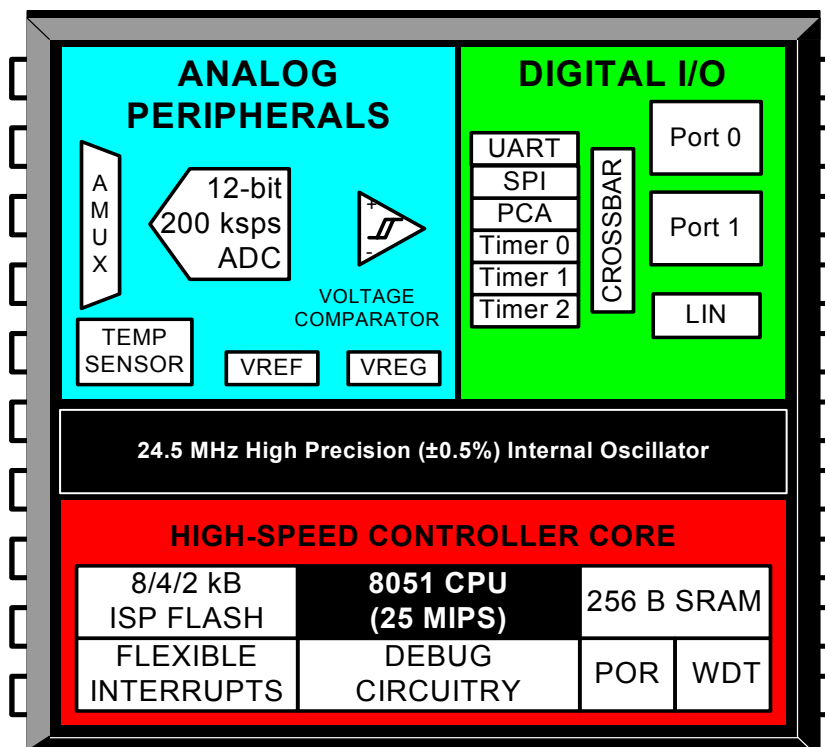 ANALOG
PERIPHERALS
A
M
U
X
12-bit
200 ksps
ADC
+
-
VOLTAGE
COMPARATOR
TEMP
SENSOR
VREF
VREG
DIGITAL I/O
UART
SPI
PCA
Timer 0
Timer 1
Timer 2
CROSSBAR
Port 0
Port 1
LIN
24.5 MHz High Precision (±0.5%) Internal Oscillator
HIGH-SPEED CONTROLLER CORE
8/4/2 kB
ISP FLASH
8051 CPU
(25 MIPS)
256 B SRAM
FLEXIBLE
INTERRUPTS
DEBUG
CIRCUITRY
POR
WDT